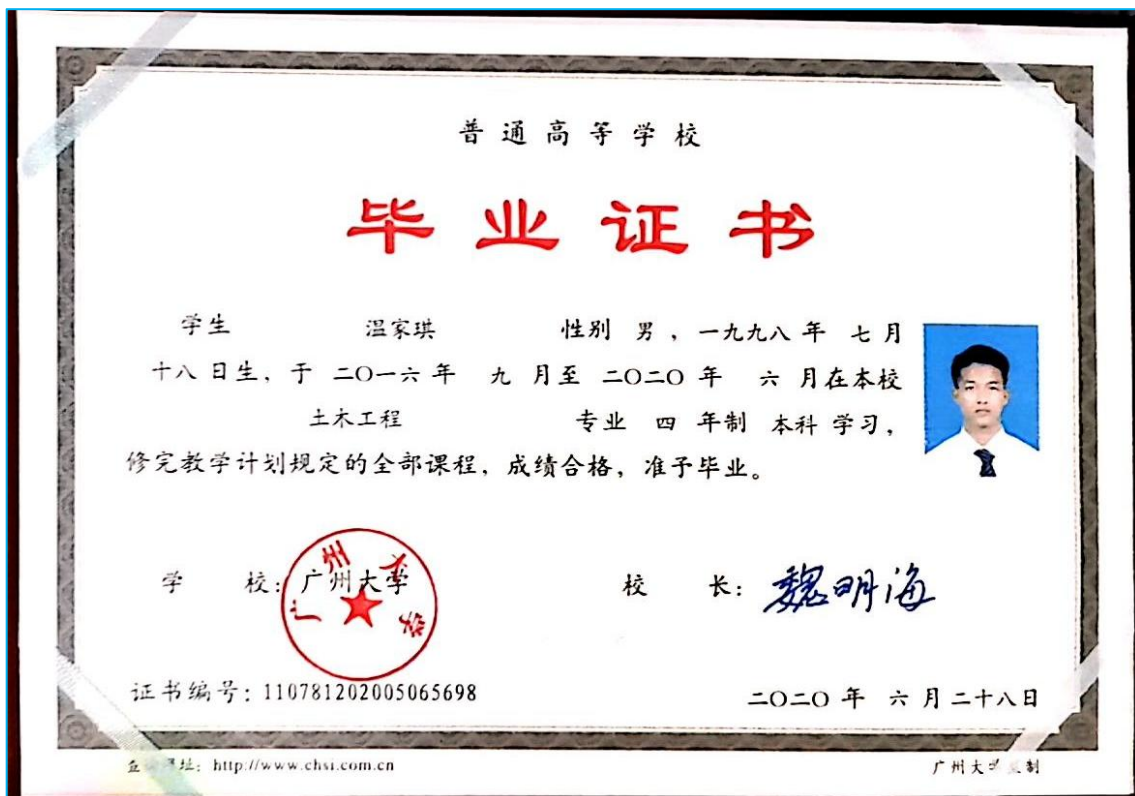 普通高等学校
毕业证书
学生 温家琪 性别 男，一九九八年 七月
十八日生，于 二〇一六年 九月至 二〇二〇年 六月在本校
土木工程 专业 四年制 本科 学习，
修完教学计划规定的全部课程，成绩合格，准予毕业。
学 校：广州大学 校 长：魏明海
广州大学
证书编号：110781202005065698 二〇二〇年 六月二十八日
网址：http://www.chsi.com.cn 广州大学 制